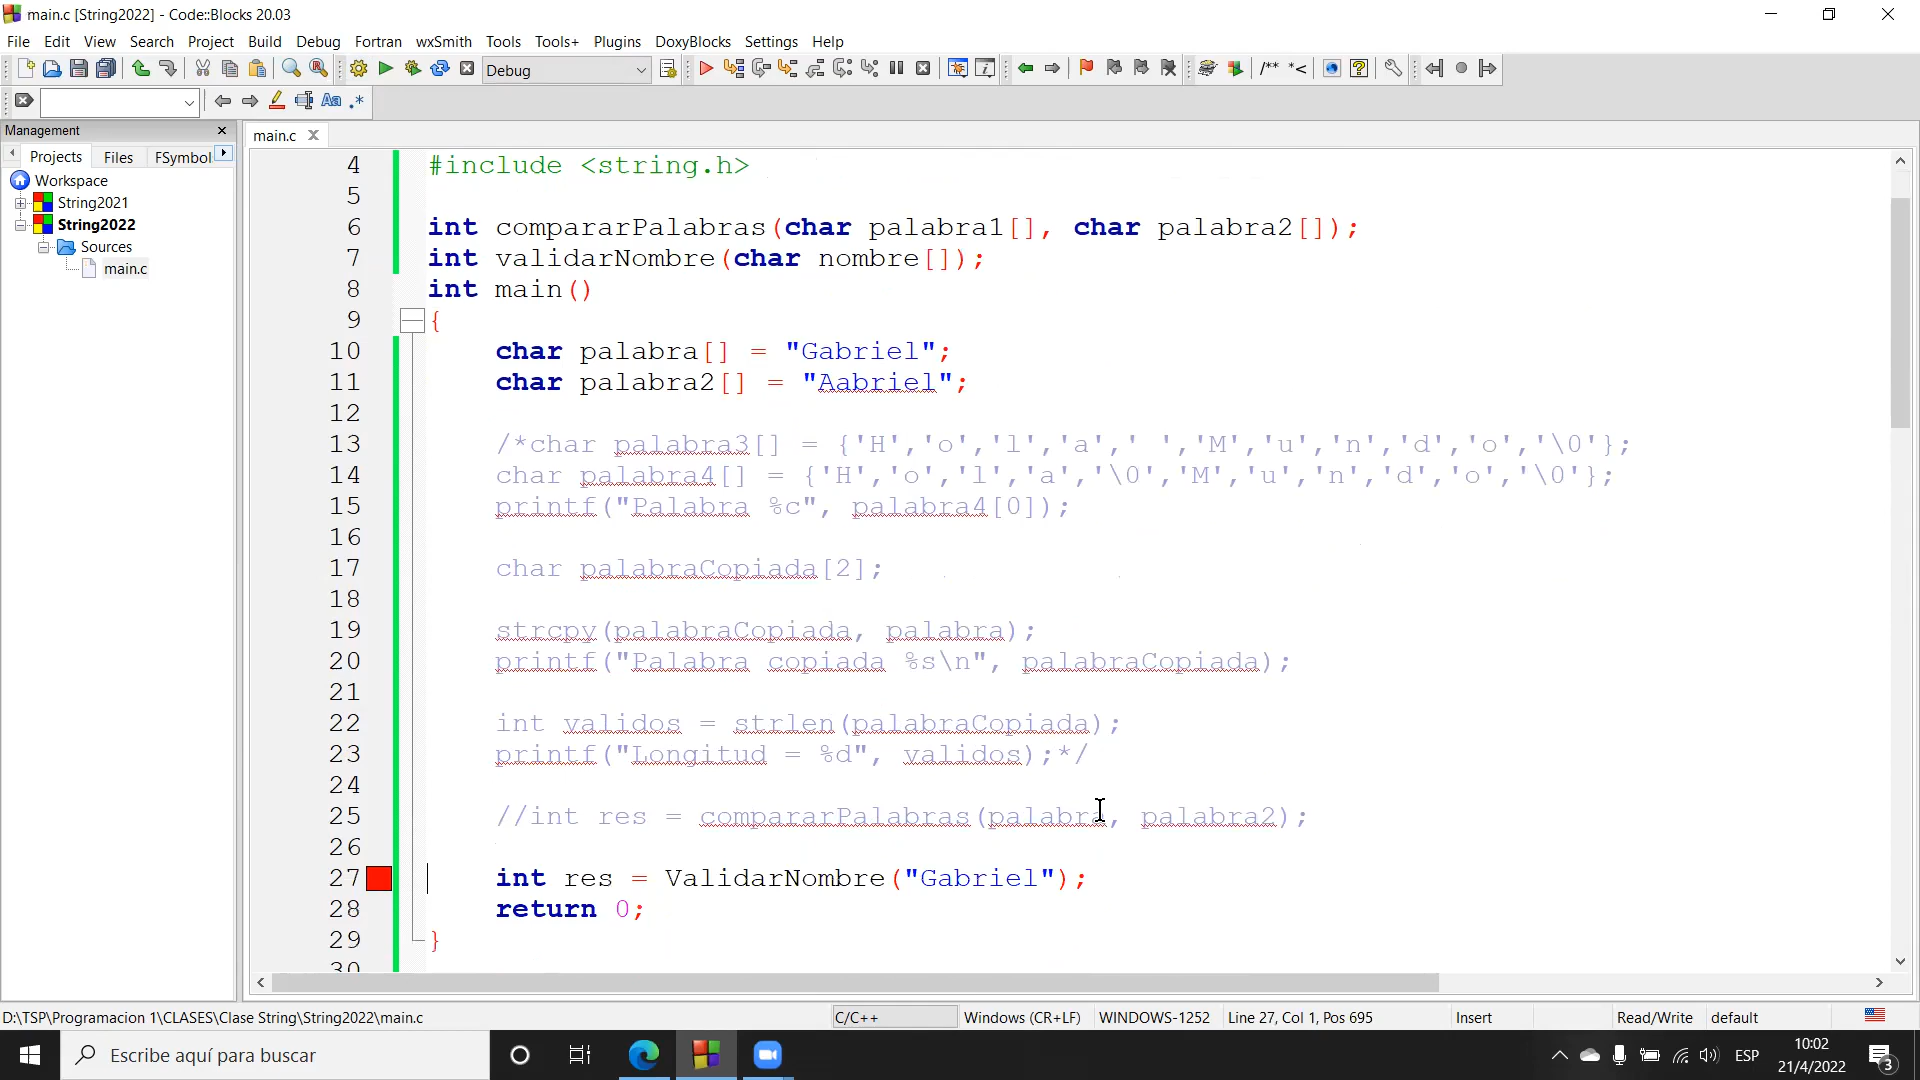 main.c [String2022] - Code::Blocks 20.03
File Edit View Search Project Build Debug Fortran wxSmith Tools Tools+ Plugins DoxyBlocks Settings Help
Debug
/** *<
Aa .*
Management
main.c
Projects Files FSymbol
Workspace
String2021
String2022
Sources
main.c
4 #include <string.h>
5
6 int compararPalabras(char palabra1[], char palabra2[]);
7 int validarNombre(char nombre[]);
8 int main()
9 {
10 char palabra[] = "Gabriel";
11 char palabra2[] = "Aabriel";
12
13 /*char palabra3[] = {'H','o','l','a',' ','M','u','n','d','o','\0'};
14 char palabra4[] = {'H','o','l','a','\0','M','u','n','d','o','\0'};
15 printf("Palabra %c", palabra4[0]);
16
17 char palabraCopiada[2];
18
19 strcpy(palabraCopiada, palabra);
20 printf("Palabra copiada %s\n", palabraCopiada);
21
22 int validos = strlen(palabraCopiada);
23 printf("Longitud = %d", validos);*/
24
25 //int res = compararPalabras(palabra, palabra2);
26
27 int res = ValidarNombre("Gabriel");
28 return 0;
29 }
30
D:\TSP\Programacion 1\CLASES\Clase String\String2022\main.c C/C++ Windows (CR+LF) WINDOWS-1252 Line 27, Col 1, Pos 695 Insert Read/Write default
Escribe aquí para buscar
ESP
10:02
21/4/2022
3